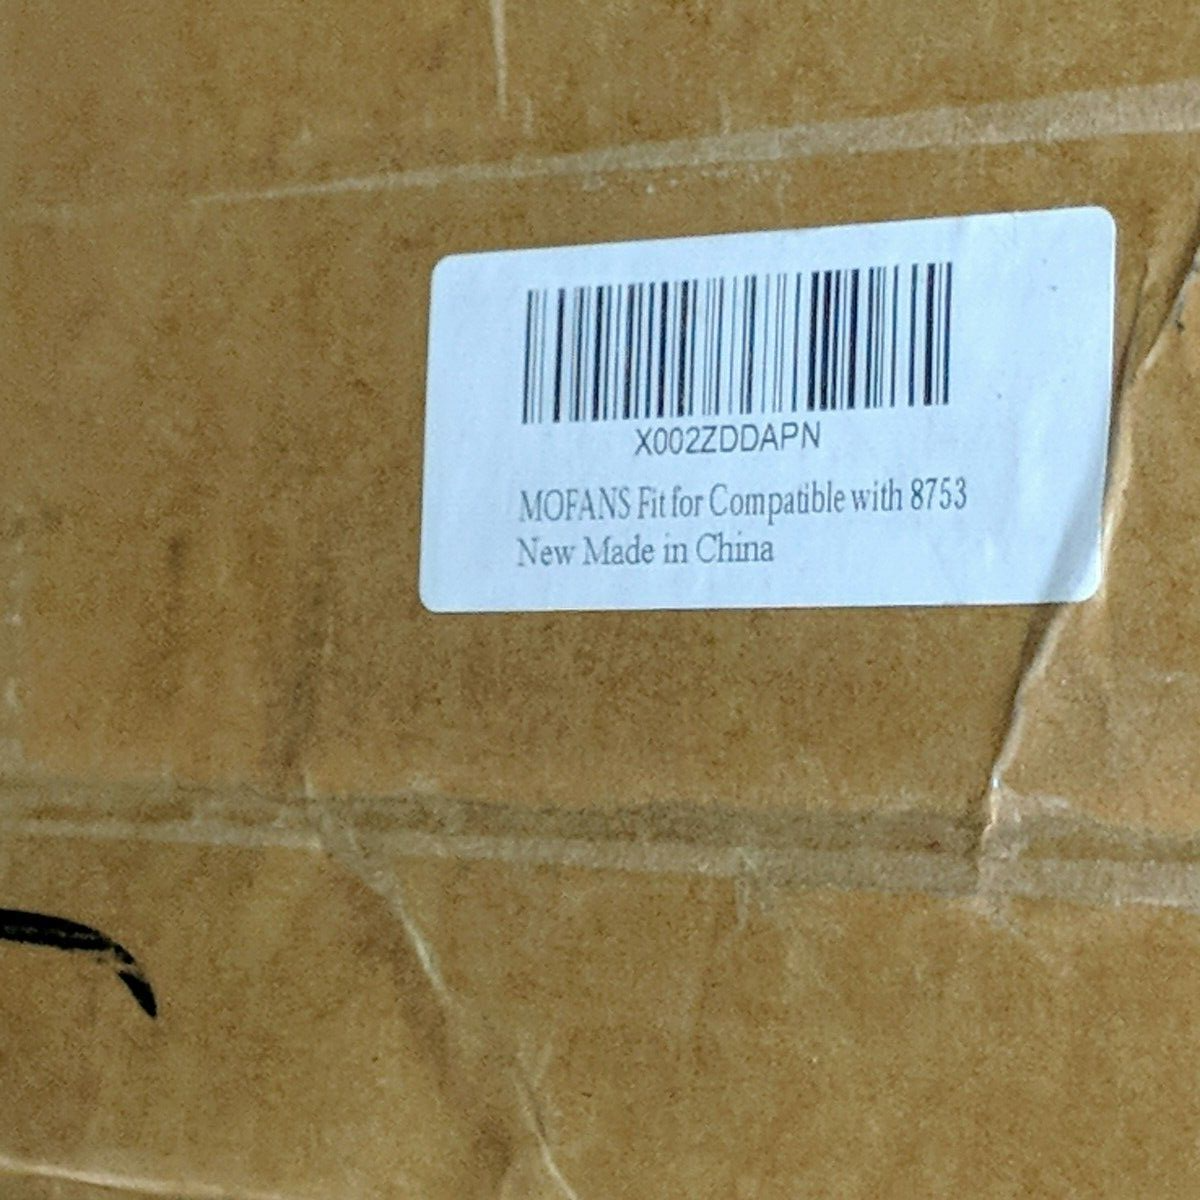 X002ZDDAPN
MOFANS Fit for Compatible with 8753
New Made in China